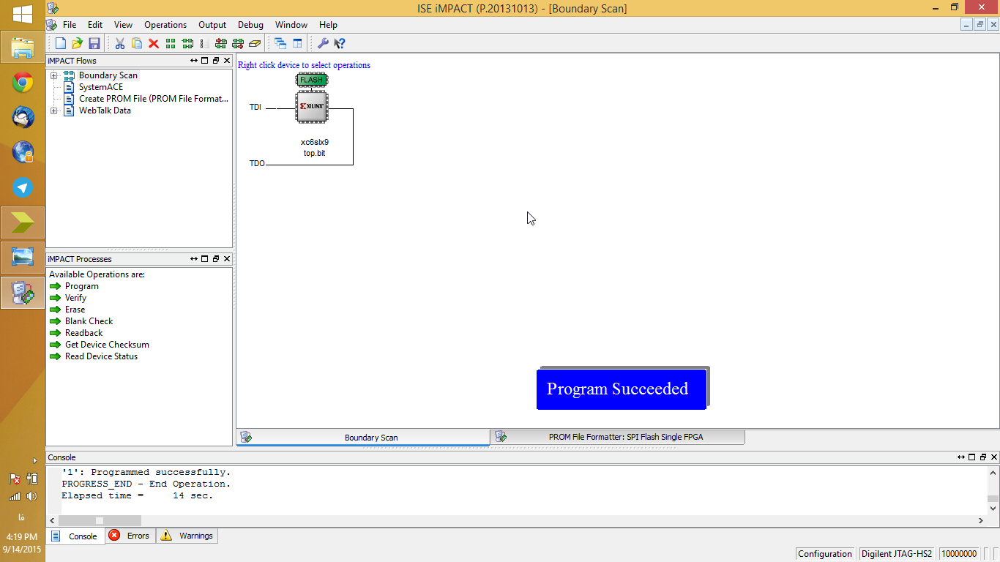 ISE iMPACT (P.20131013) - [Boundary Scan]
File Edit View Operations Output Debug Window Help
iMPACT Flows
Boundary Scan
SystemACE
Create PROM File (PROM File Format...
WebTalk Data
Right click device to select operations
FLASH
TDI
XILINX
xc6slx9
top.bit
TDO
iMPACT Processes
Available Operations are:
Program
Verify
Erase
Blank Check
Readback
Get Device Checksum
Read Device Status
Program Succeeded
Boundary Scan
PROM File Formatter: SPI Flash Single FPGA
Console
'1': Programmed successfully.
PROGRESS_END - End Operation.
Elapsed time =     14 sec.
Console Errors Warnings
Configuration Digilent JTAG-HS2 10000000
فا
4:19 PM
9/14/2015